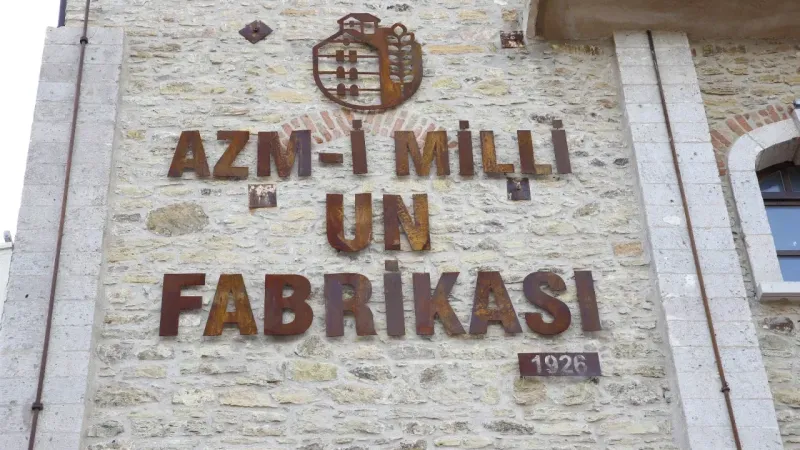 AZM-İ MİLLİ
UN
FABRİKASI
1926